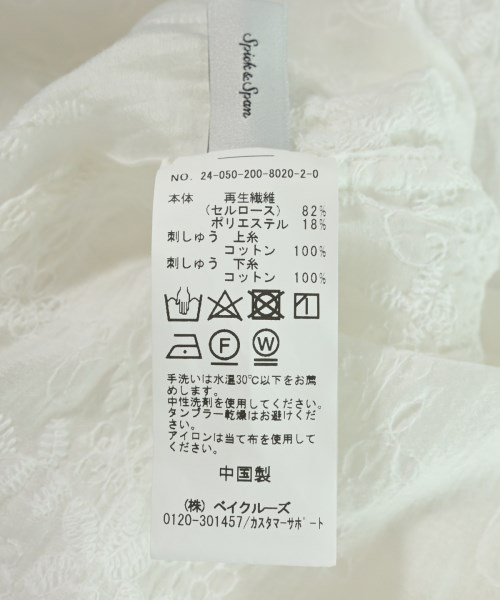 Spick & Span
NO. 24-050-200-8020-2-0
本体 再生繊維
(セルロース) 82%
ポリエステル 18%
刺しゅう 上糸
コットン 100%
刺しゅう 下糸
コットン 100%
F W
手洗いは水温30℃以下をお薦
めします。
中性洗剤を使用してください。
タンブラー乾燥はお避けくだ
さい。
アイロンは当て布を使用して
ください。
中国製
(株) ベイクルーズ
0120-301457/カスタマーサポート